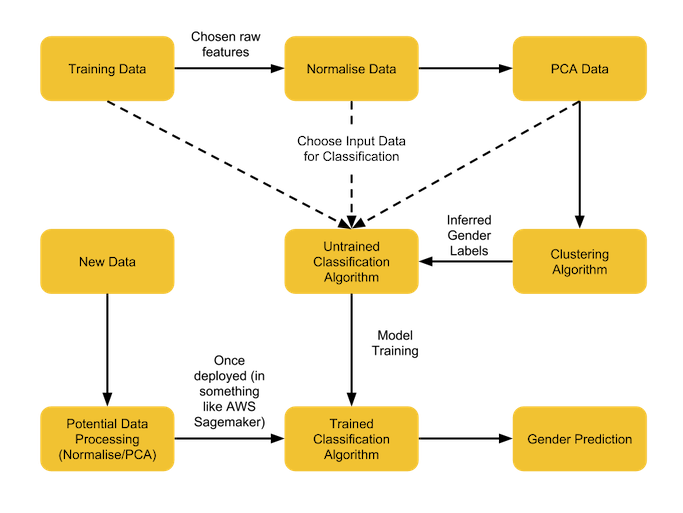 Chosen raw
features
Training Data
Normalise Data
PCA Data
Choose Input Data
for Classification
Inferred
Gender
Labels
New Data
Untrained
Classification
Algorithm
Clustering
Algorithm
Model
Training
Once
deployed (in
something
like AWS
Sagemaker)
Potential Data
Processing
(Normalise/PCA)
Trained
Classification
Algorithm
Gender Prediction